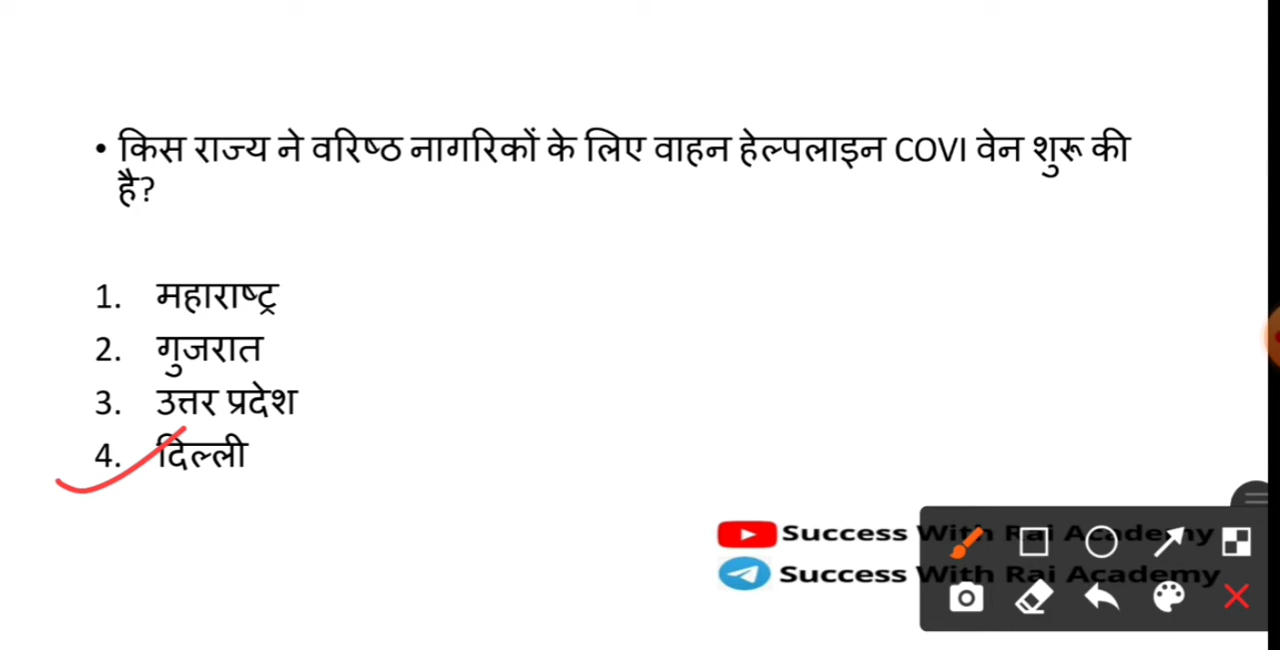 • किस राज्य ने वरिष्ठ नागरिकों के लिए वाहन हेल्पलाइन COVI वेन शुरू की
है?
1. महाराष्ट्र
2. गुजरात
3. उत्तर प्रदेश
4. दिल्ली
Success With Rai Academy
Success With Rai Academy